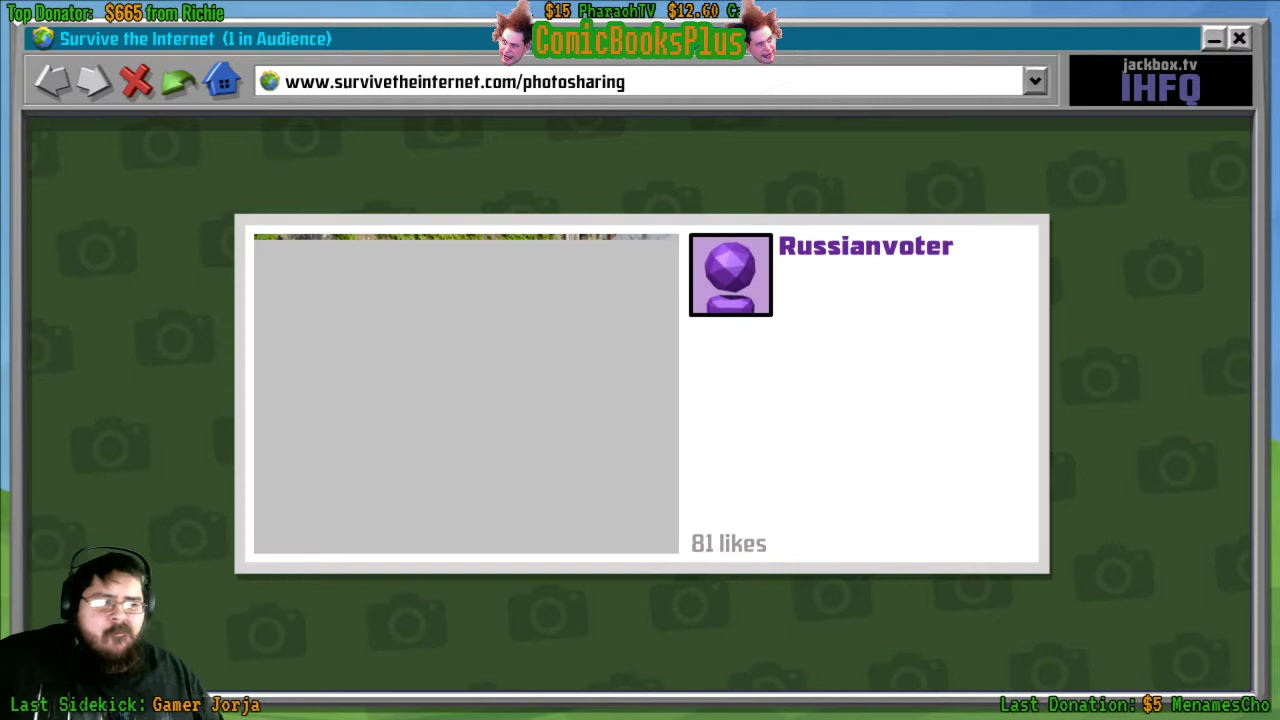 Top Donator: $665 from Richie
$15 PharaohTV $12.60 C:
ComicBooksPlus
Survive the Internet (1 in Audience)
www.survivetheinternet.com/photosharing
jackbox.tv
IHFQ
Russianvoter
81 likes
Last Sidekick: Gamer Jorja
Last Donation: $5 MenamesCho